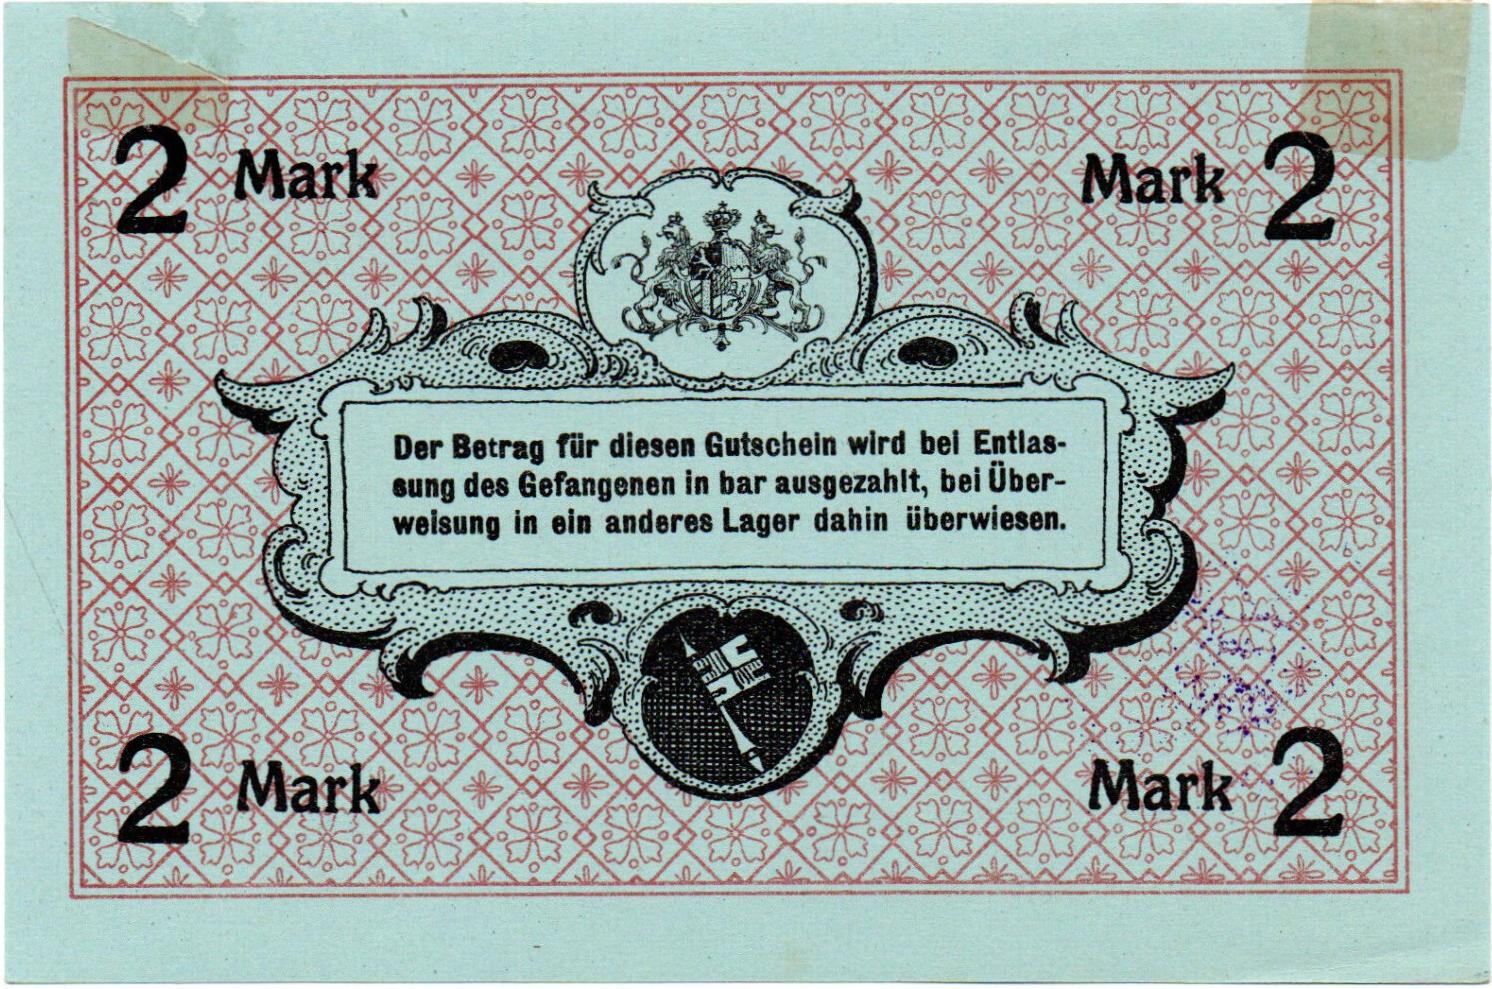 2 Mark
Mark 2
Der Betrag für diesen Gutschein wird bei Entlas-
sung des Gefangenen in bar ausgezahlt, bei Über-
weisung in ein anderes Lager dahin überwiesen.
2 Mark
Mark 2